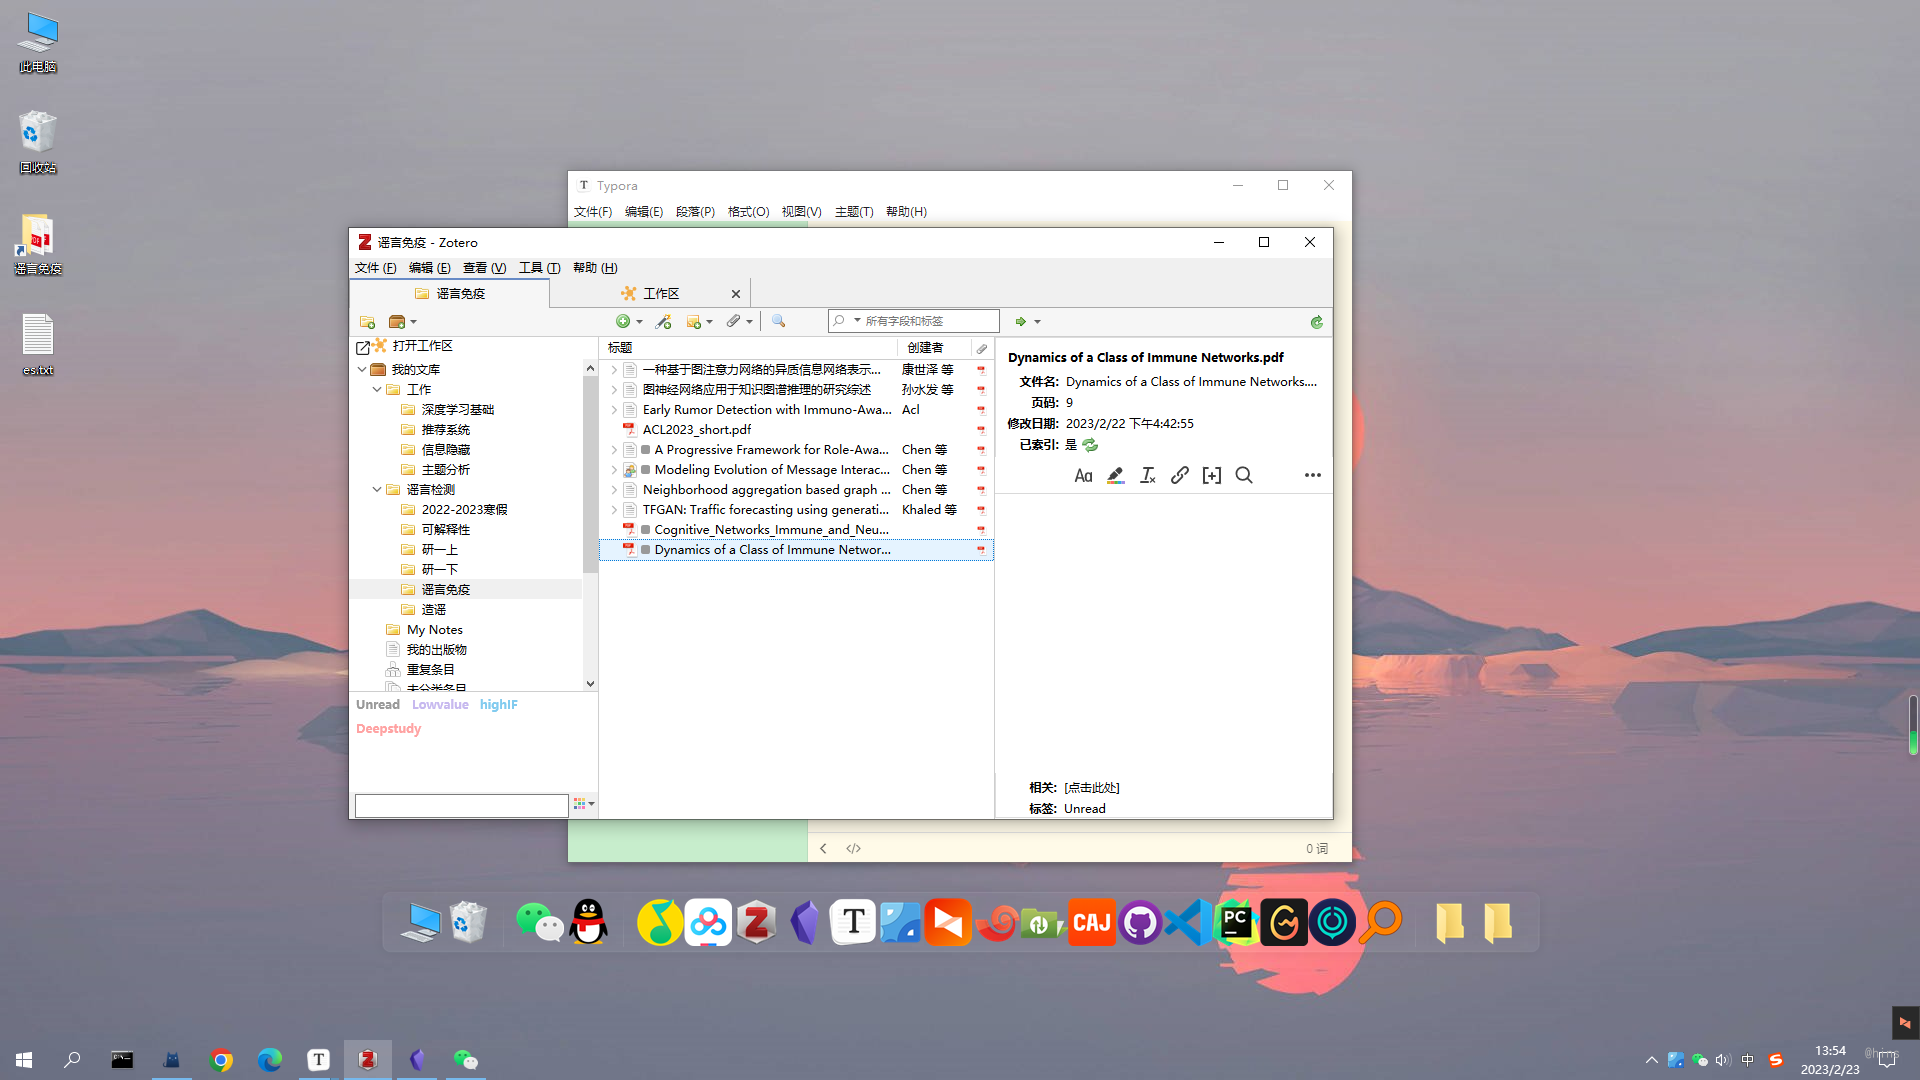 此电脑
回收站
谣言免疫
es.txt
T Typora
文件(F) 编辑(E) 段落(P) 格式(O) 视图(V) 主题(T) 帮助(H)
谣言免疫 - Zotero
文件 (F) 编辑 (E) 查看 (V) 工具 (T) 帮助 (H)
谣言免疫
工作区
所有字段和标签
打开工作区
我的文库
工作
深度学习基础
推荐系统
信息隐藏
主题分析
谣言检测
2022-2023寒假
可解释性
研一上
研一下
谣言免疫
造谣
My Notes
我的出版物
重复条目
未分类条目
Unread Lowvalue highIF
Deepstudy
标题 创建者
一种基于图注意力网络的异质信息网络表示... 康世泽 等
图神经网络应用于知识图谱推理的研究综述 孙水发 等
Early Rumor Detection with Immuno-Awa... Acl
ACL2023_short.pdf
A Progressive Framework for Role-Awa... Chen 等
Modeling Evolution of Message Interac... Chen 等
Neighborhood aggregation based graph ... Chen 等
TFGAN: Traffic forecasting using generati... Khaled 等
Cognitive_Networks_Immune_and_Neu...
Dynamics of a Class of Immune Networ...
Dynamics of a Class of Immune Networks.pdf
文件名: Dynamics of a Class of Immune Networks....
页码: 9
修改日期: 2023/2/22 下午4:42:55
已索引: 是
Aa
相关: [点击此处]
标签: Unread
</> 0 词
T CAJ PC
T Z 中 S
13:54
2023/2/23